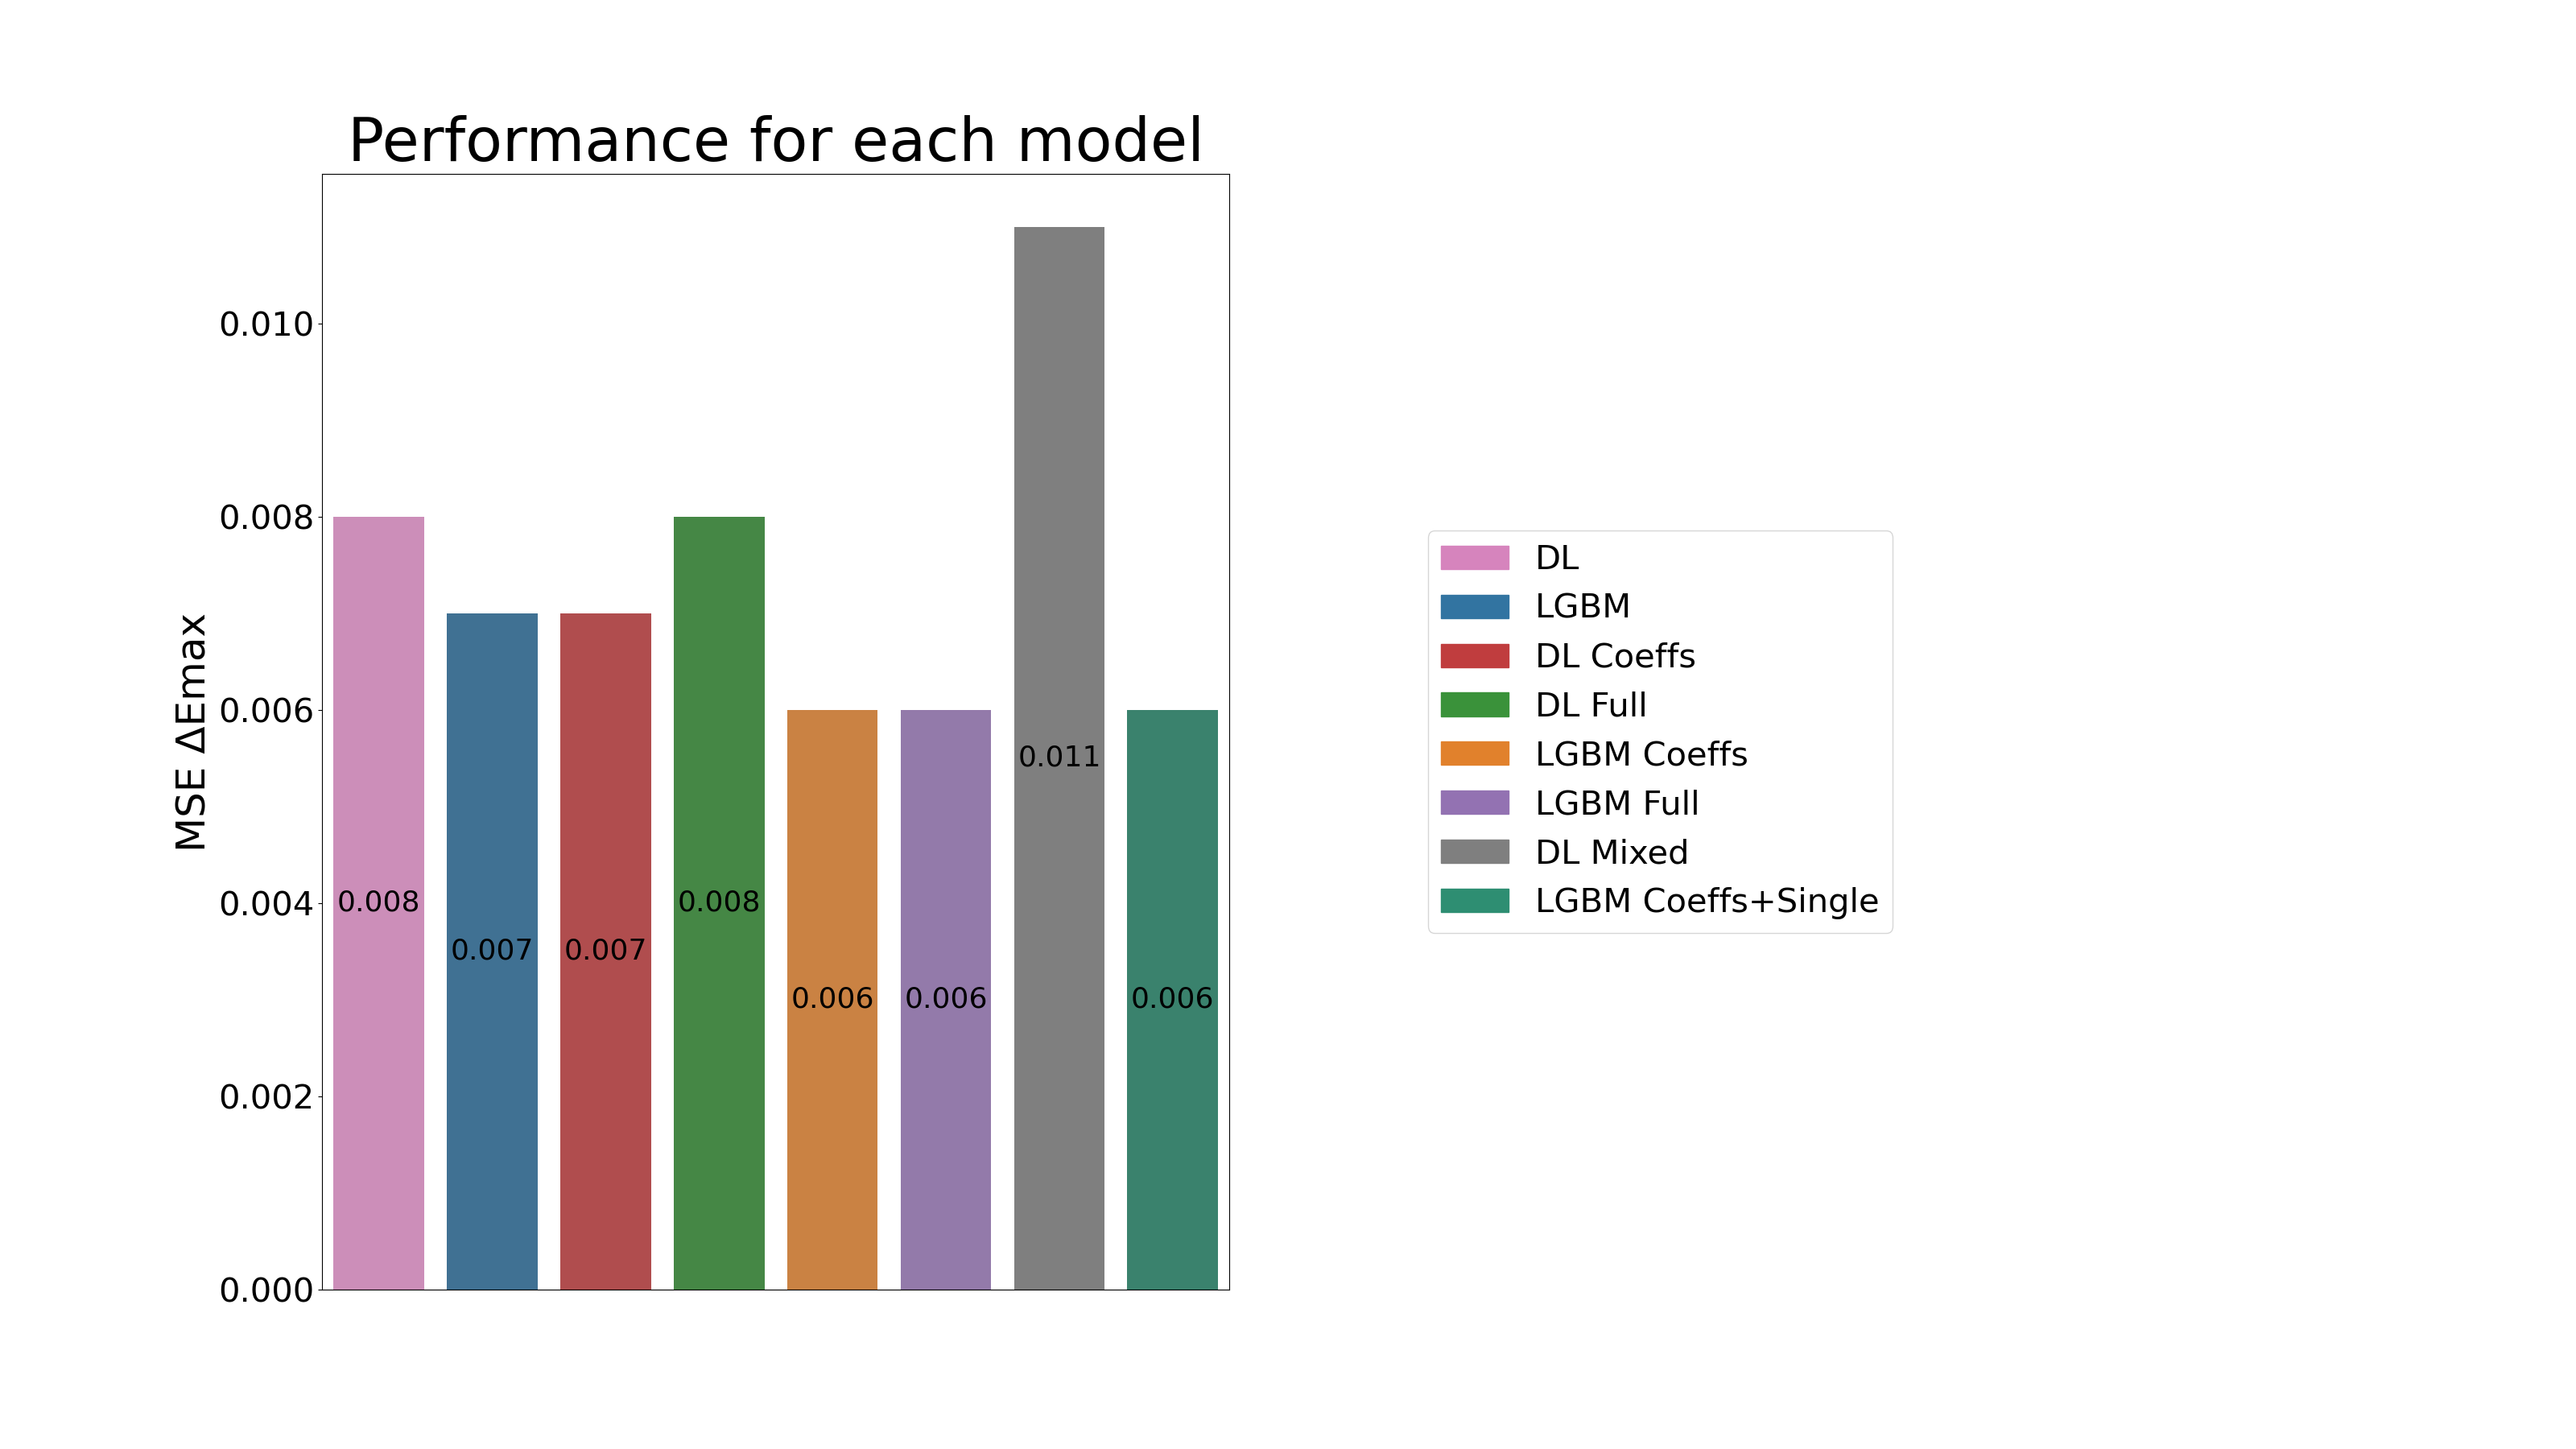 Performance for each model
MSE ΔEmax
0.010
0.008
0.006
0.004
0.002
0.000
0.008
0.007
0.007
0.008
0.006
0.006
0.011
0.006
DL
LGBM
DL Coeffs
DL Full
LGBM Coeffs
LGBM Full
DL Mixed
LGBM Coeffs+Single